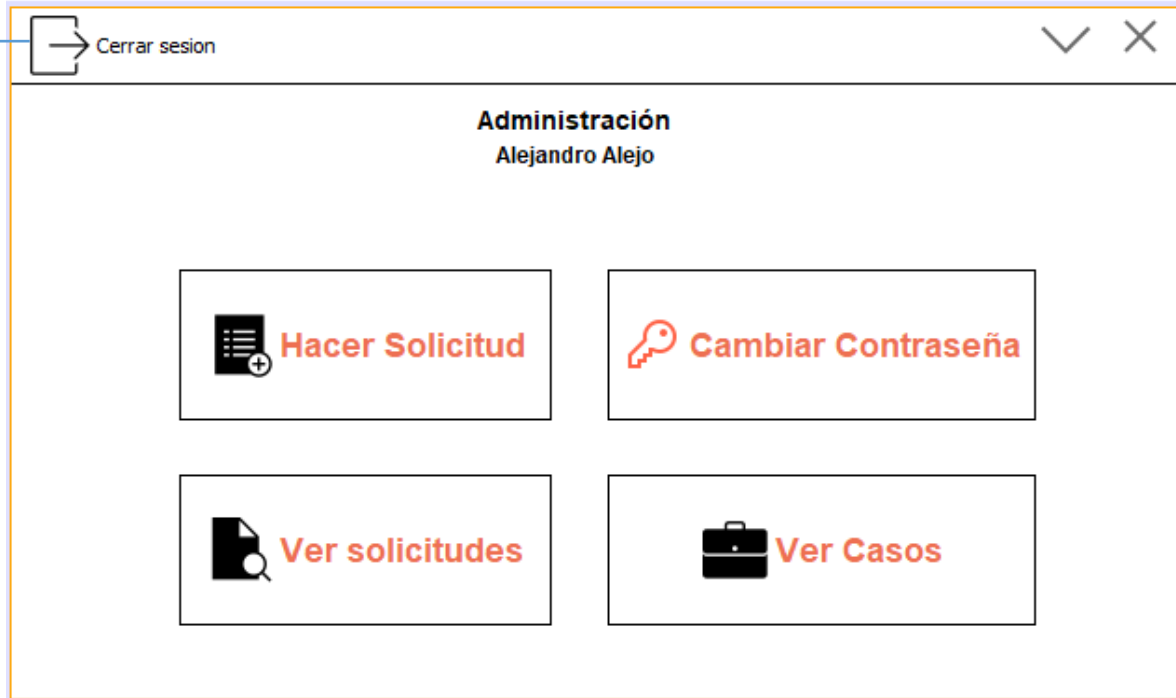 Cerrar sesion
Administración
Alejandro Alejo
Hacer Solicitud
Cambiar Contraseña
Ver solicitudes
Ver Casos